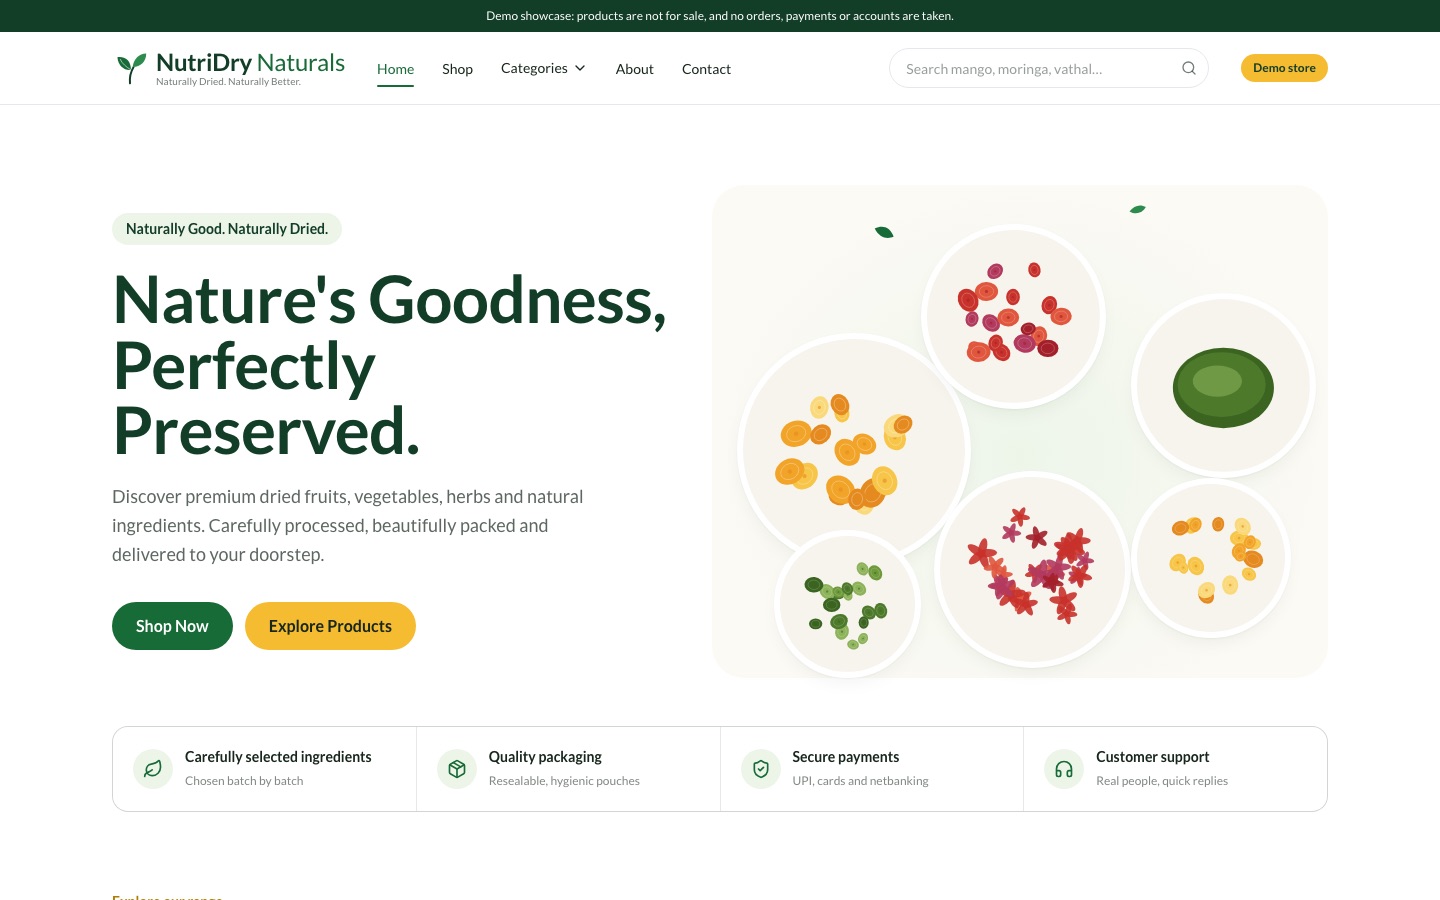 Demo showcase: products are not for sale, and no orders, payments or accounts are taken.
NutriDry Naturals
Naturally Dried. Naturally Better.
Home
Shop
Categories
About
Contact
Search mango, moringa, vathal...
Demo store
Naturally Good. Naturally Dried.
Nature's Goodness,
Perfectly
Preserved.
Discover premium dried fruits, vegetables, herbs and natural
ingredients. Carefully processed, beautifully packed and
delivered to your doorstep.
Shop Now
Explore Products
Carefully selected ingredients
Chosen batch by batch
Quality packaging
Resealable, hygienic pouches
Secure payments
UPI, cards and netbanking
Customer support
Real people, quick replies